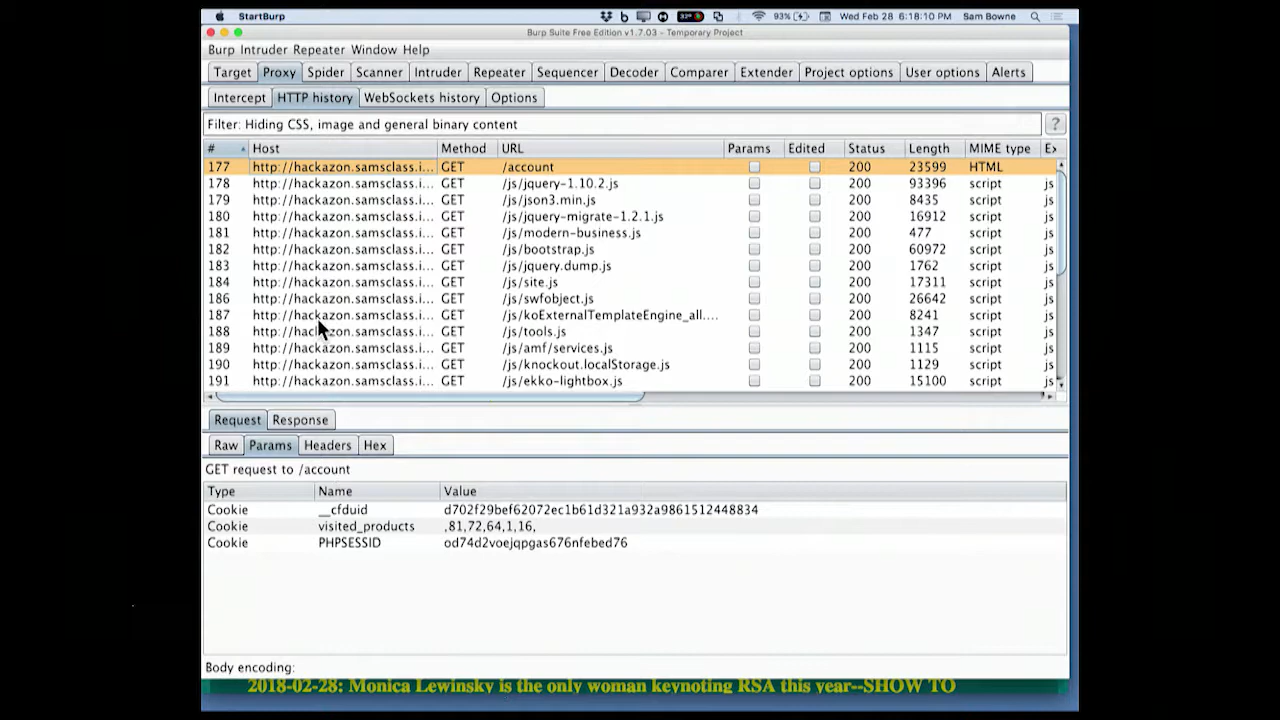 StartBurp 32° 93% Wed Feb 28 6:18:10 PM Sam Bowne
Burp Suite Free Edition v1.7.03 - Temporary Project
Burp Intruder Repeater Window Help
Target Proxy Spider Scanner Intruder Repeater Sequencer Decoder Comparer Extender Project options User options Alerts
Intercept HTTP history WebSockets history Options
Filter: Hiding CSS, image and general binary content ?
# Host Method URL Params Edited Status Length MIME type Ex
177 http://hackazon.samsclass.i... GET /account 200 23599 HTML
178 http://hackazon.samsclass.i... GET /js/jquery-1.10.2.js 200 93396 script js
179 http://hackazon.samsclass.i... GET /js/json3.min.js 200 8435 script js
180 http://hackazon.samsclass.i... GET /js/jquery-migrate-1.2.1.js 200 16912 script js
181 http://hackazon.samsclass.i... GET /js/modern-business.js 200 477 script js
182 http://hackazon.samsclass.i... GET /js/bootstrap.js 200 60972 script js
183 http://hackazon.samsclass.i... GET /js/jquery.dump.js 200 1762 script js
184 http://hackazon.samsclass.i... GET /js/site.js 200 17311 script js
186 http://hackazon.samsclass.i... GET /js/swfobject.js 200 26642 script js
187 http://hackazon.samsclass.i... GET /js/koExternalTemplateEngine_all.... 200 8241 script js
188 http://hackazon.samsclass.i... GET /js/tools.js 200 1347 script js
189 http://hackazon.samsclass.i... GET /js/amf/services.js 200 1115 script js
190 http://hackazon.samsclass.i... GET /js/knockout.localStorage.js 200 1129 script js
191 http://hackazon.samsclass.i... GET /js/ekko-lightbox.js 200 15100 script js
Request Response
Raw Params Headers Hex
GET request to /account
Type Name Value
Cookie __cfduid d702f29bef62072ec1b61d321a932a9861512448834
Cookie visited_products ,81,72,64,1,16,
Cookie PHPSESSID od74d2voejqpgas676nfebed76
Body encoding:
2018-02-28: Monica Lewinsky is the only woman keynoting RSA this year--SHOW TO